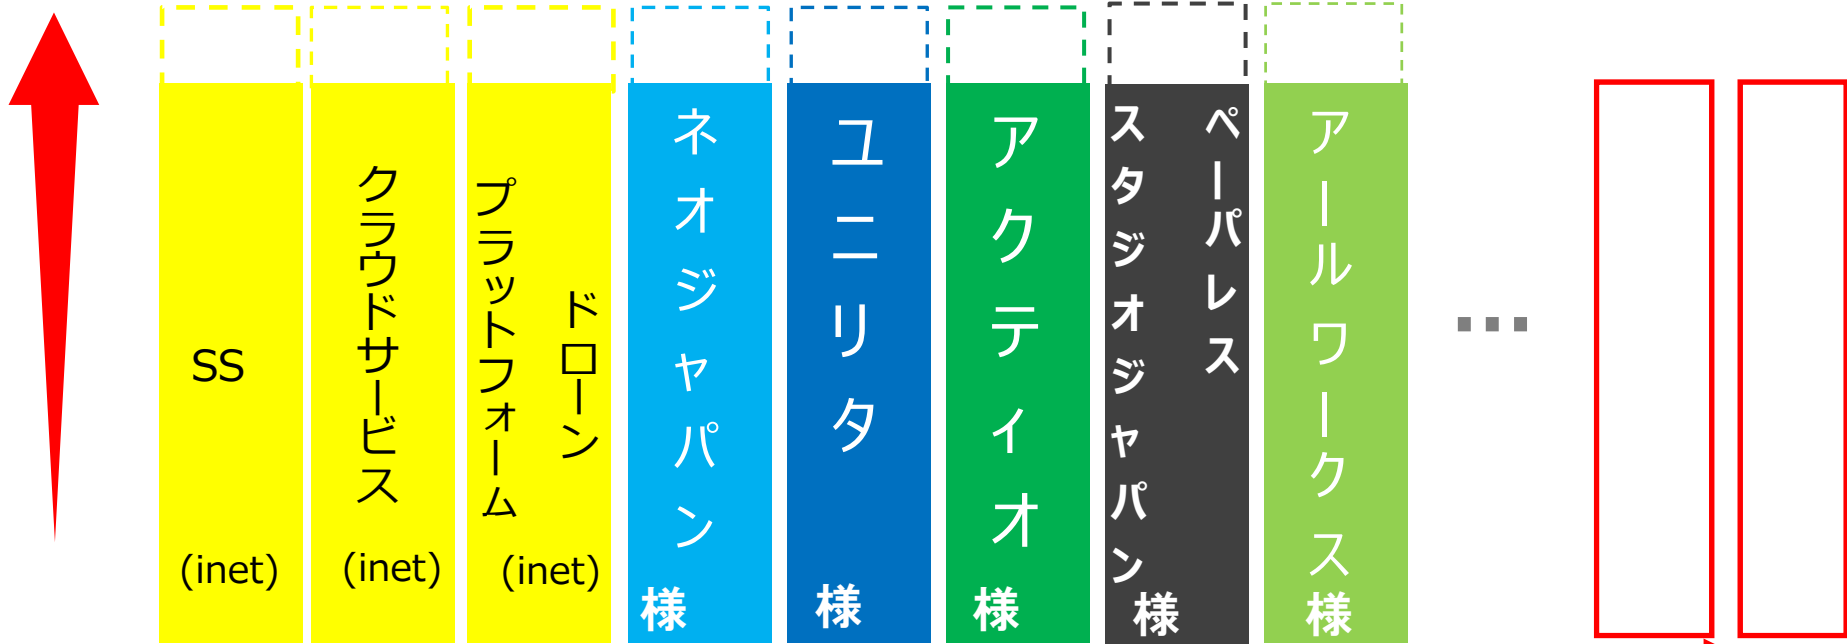 SS
(inet)
クラウドサービス
(inet)
ドローン
プラットフォーム
(inet)
ネオジャパン
様
ユニリタ
様
アクティオ
様
ペーパレス
スタジオジャパン
様
アールワークス
様
…